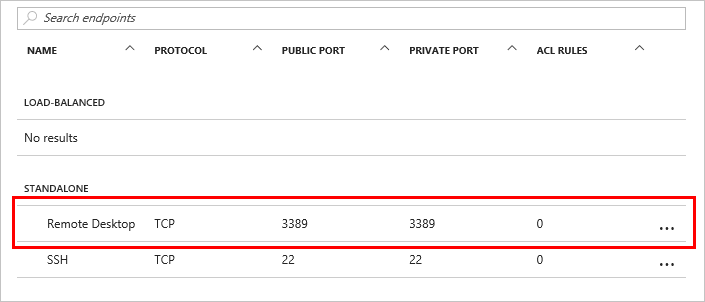 Search endpoints
NAME PROTOCOL PUBLIC PORT PRIVATE PORT ACL RULES
LOAD-BALANCED
No results
STANDALONE
Remote Desktop TCP 3389 3389 0 ...
SSH TCP 22 22 0 ...